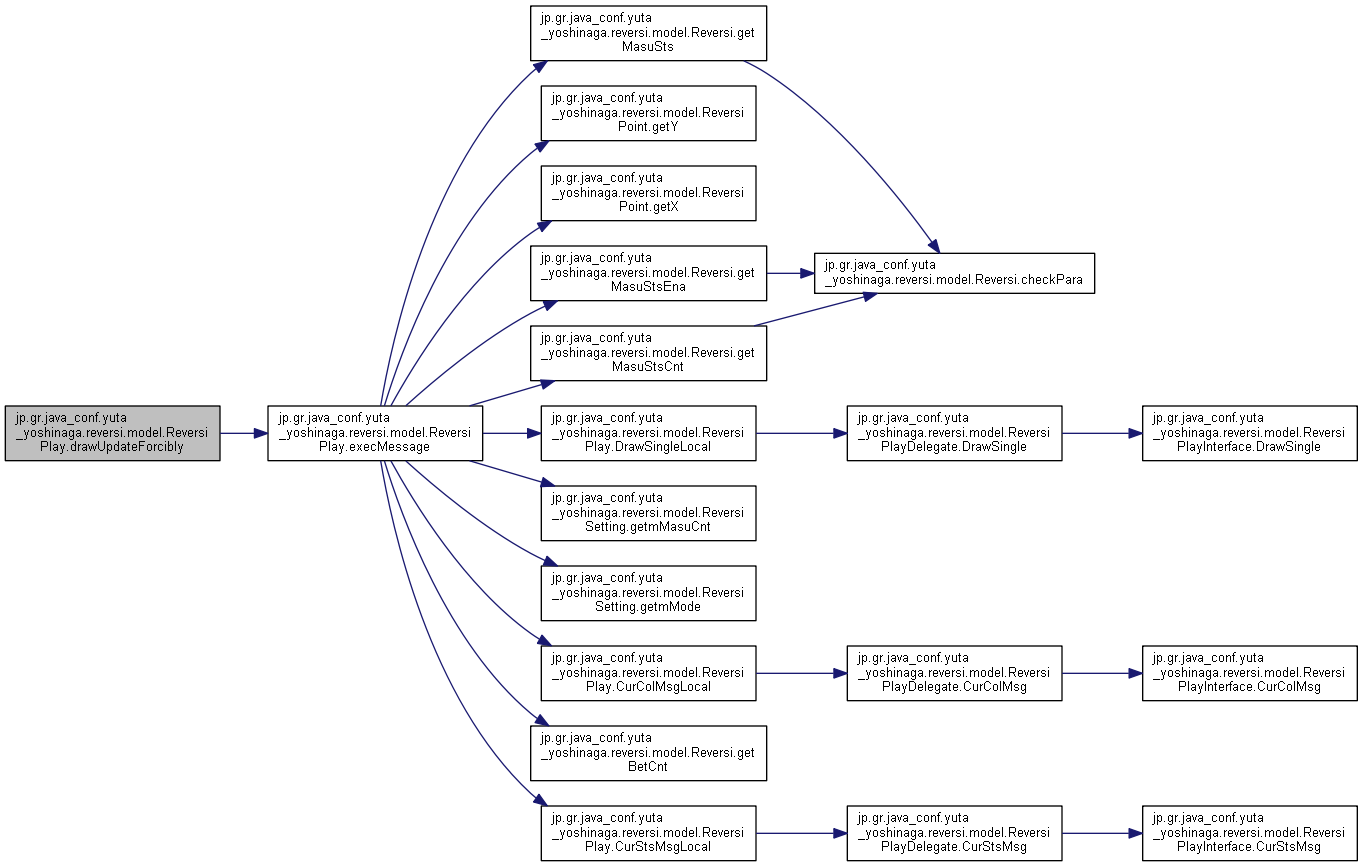 jp.gr.java_conf.yuta
_yoshinaga.reversi.model.Reversi
Play.drawUpdateForcibly
jp.gr.java_conf.yuta
_yoshinaga.reversi.model.Reversi
Play.execMessage
jp.gr.java_conf.yuta
_yoshinaga.reversi.model.Reversi.get
MasuSts
jp.gr.java_conf.yuta
_yoshinaga.reversi.model.Reversi
Point.getY
jp.gr.java_conf.yuta
_yoshinaga.reversi.model.Reversi
Point.getX
jp.gr.java_conf.yuta
_yoshinaga.reversi.model.Reversi.get
MasuStsEna
jp.gr.java_conf.yuta
_yoshinaga.reversi.model.Reversi.checkPara
jp.gr.java_conf.yuta
_yoshinaga.reversi.model.Reversi.get
MasuStsCnt
jp.gr.java_conf.yuta
_yoshinaga.reversi.model.Reversi
Play.DrawSingleLocal
jp.gr.java_conf.yuta
_yoshinaga.reversi.model.Reversi
PlayDelegate.DrawSingle
jp.gr.java_conf.yuta
_yoshinaga.reversi.model.Reversi
PlayInterface.DrawSingle
jp.gr.java_conf.yuta
_yoshinaga.reversi.model.Reversi
Setting.getmMasuCnt
jp.gr.java_conf.yuta
_yoshinaga.reversi.model.Reversi
Setting.getmMode
jp.gr.java_conf.yuta
_yoshinaga.reversi.model.Reversi
Play.CurColMsgLocal
jp.gr.java_conf.yuta
_yoshinaga.reversi.model.Reversi
PlayDelegate.CurColMsg
jp.gr.java_conf.yuta
_yoshinaga.reversi.model.Reversi
PlayInterface.CurColMsg
jp.gr.java_conf.yuta
_yoshinaga.reversi.model.Reversi.get
BetCnt
jp.gr.java_conf.yuta
_yoshinaga.reversi.model.Reversi
Play.CurStsMsgLocal
jp.gr.java_conf.yuta
_yoshinaga.reversi.model.Reversi
PlayDelegate.CurStsMsg
jp.gr.java_conf.yuta
_yoshinaga.reversi.model.Reversi
PlayInterface.CurStsMsg